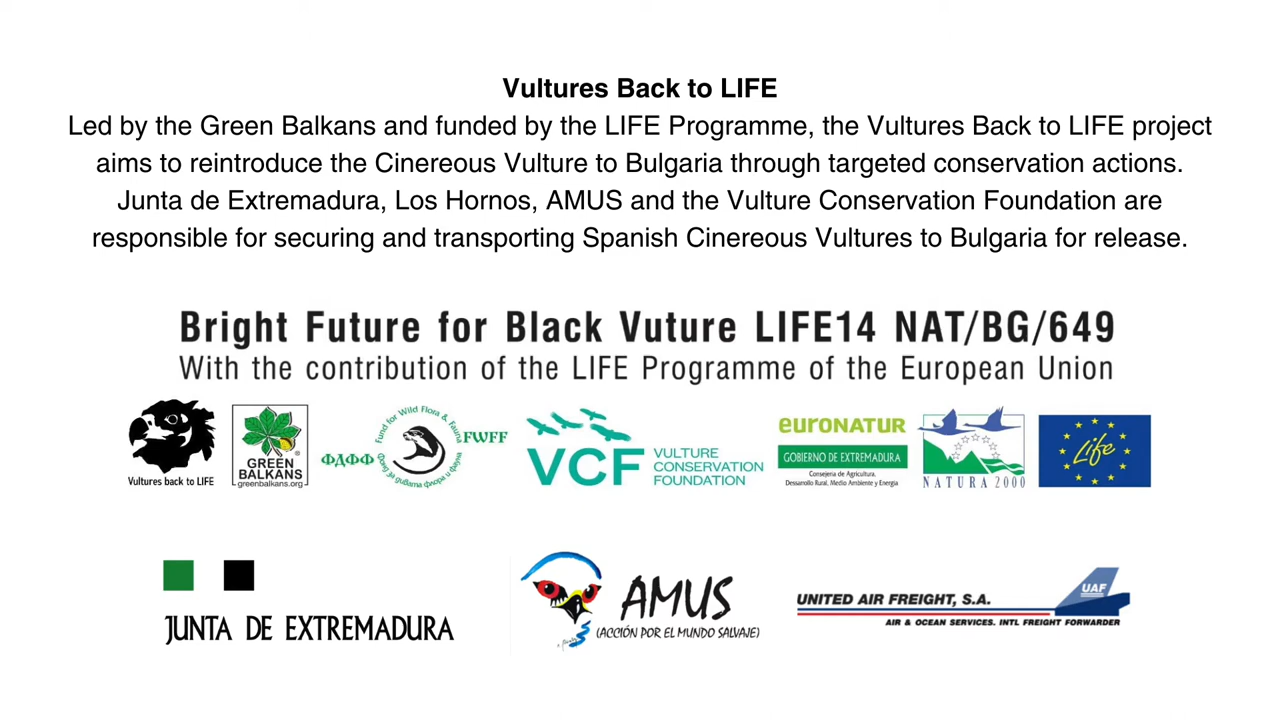 Vultures Back to LIFE
Led by the Green Balkans and funded by the LIFE Programme, the Vultures Back to LIFE project
aims to reintroduce the Cinereous Vulture to Bulgaria through targeted conservation actions.
Junta de Extremadura, Los Hornos, AMUS and the Vulture Conservation Foundation are
responsible for securing and transporting Spanish Cinereous Vultures to Bulgaria for release.
Bright Future for Black Vuture LIFE14 NAT/BG/649
With the contribution of the LIFE Programme of the European Union
Vultures back to LIFE
GREEN
BALKANS
greenbalkans.org
Fund for Wild Flora & Fauna
ФДФФ
FWFF
VCF
VULTURE
CONSERVATION
FOUNDATION
euronatur
GOBIERNO DE EXTREMADURA
Consejería de Agricultura,
Desarrollo Rural, Medio Ambiente y Energía
NATURA 2000
Life
JUNTA DE EXTREMADURA
AMUS
(ACCIÓN POR EL MUNDO SALVAJE)
UNITED AIR FREIGHT, S.A.
UAF
AIR & OCEAN SERVICES. INTL FREIGHT FORWARDER